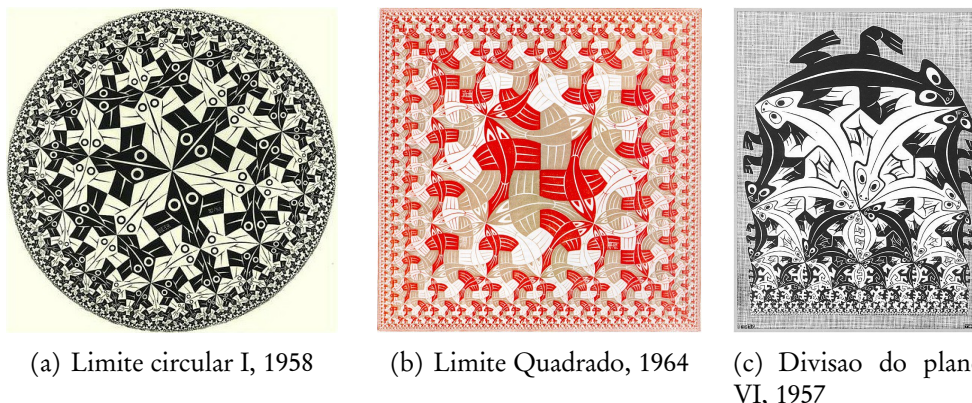 (a) Limite circular I, 1958
(b) Limite Quadrado, 1964
(c) Divisao do plan
VI, 1957